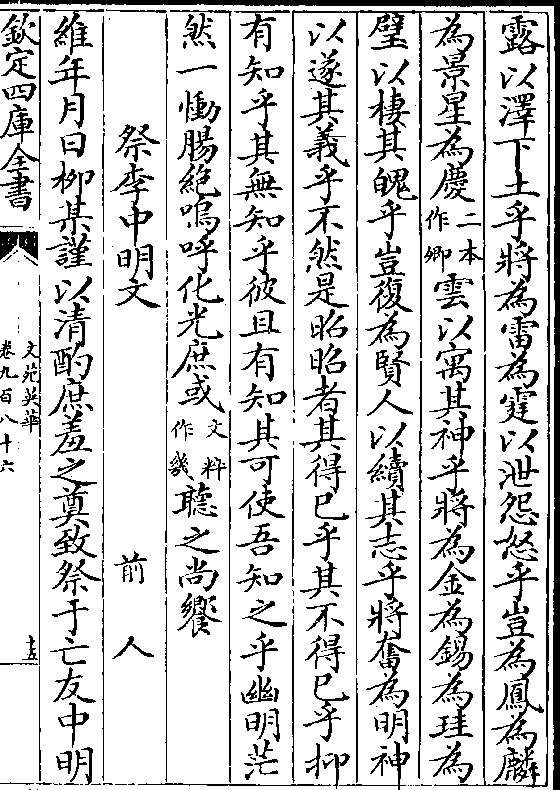 露以澤下土乎將為雷為霆以泄怨怒乎豈為鳳為麟
為景星為慶二本作卿雲以寓其神乎將為金為錫為珪為
璧以棲其魄乎豈復為賢人以續其志乎將奮為明神
以遂其義乎不然是昭昭者其得已乎其不得已乎抑
有知乎其無知乎彼且有知其可使吾知之乎幽明茫
然一慟腸絶嗚呼化光庶或文粹作幾聽之尚饗
祭李中明文 前人
維年月日柳某謹以清酌庶羞之奠致祭于亡友中明
欽定四庫全書
文苑英華
卷九百八十六
十五